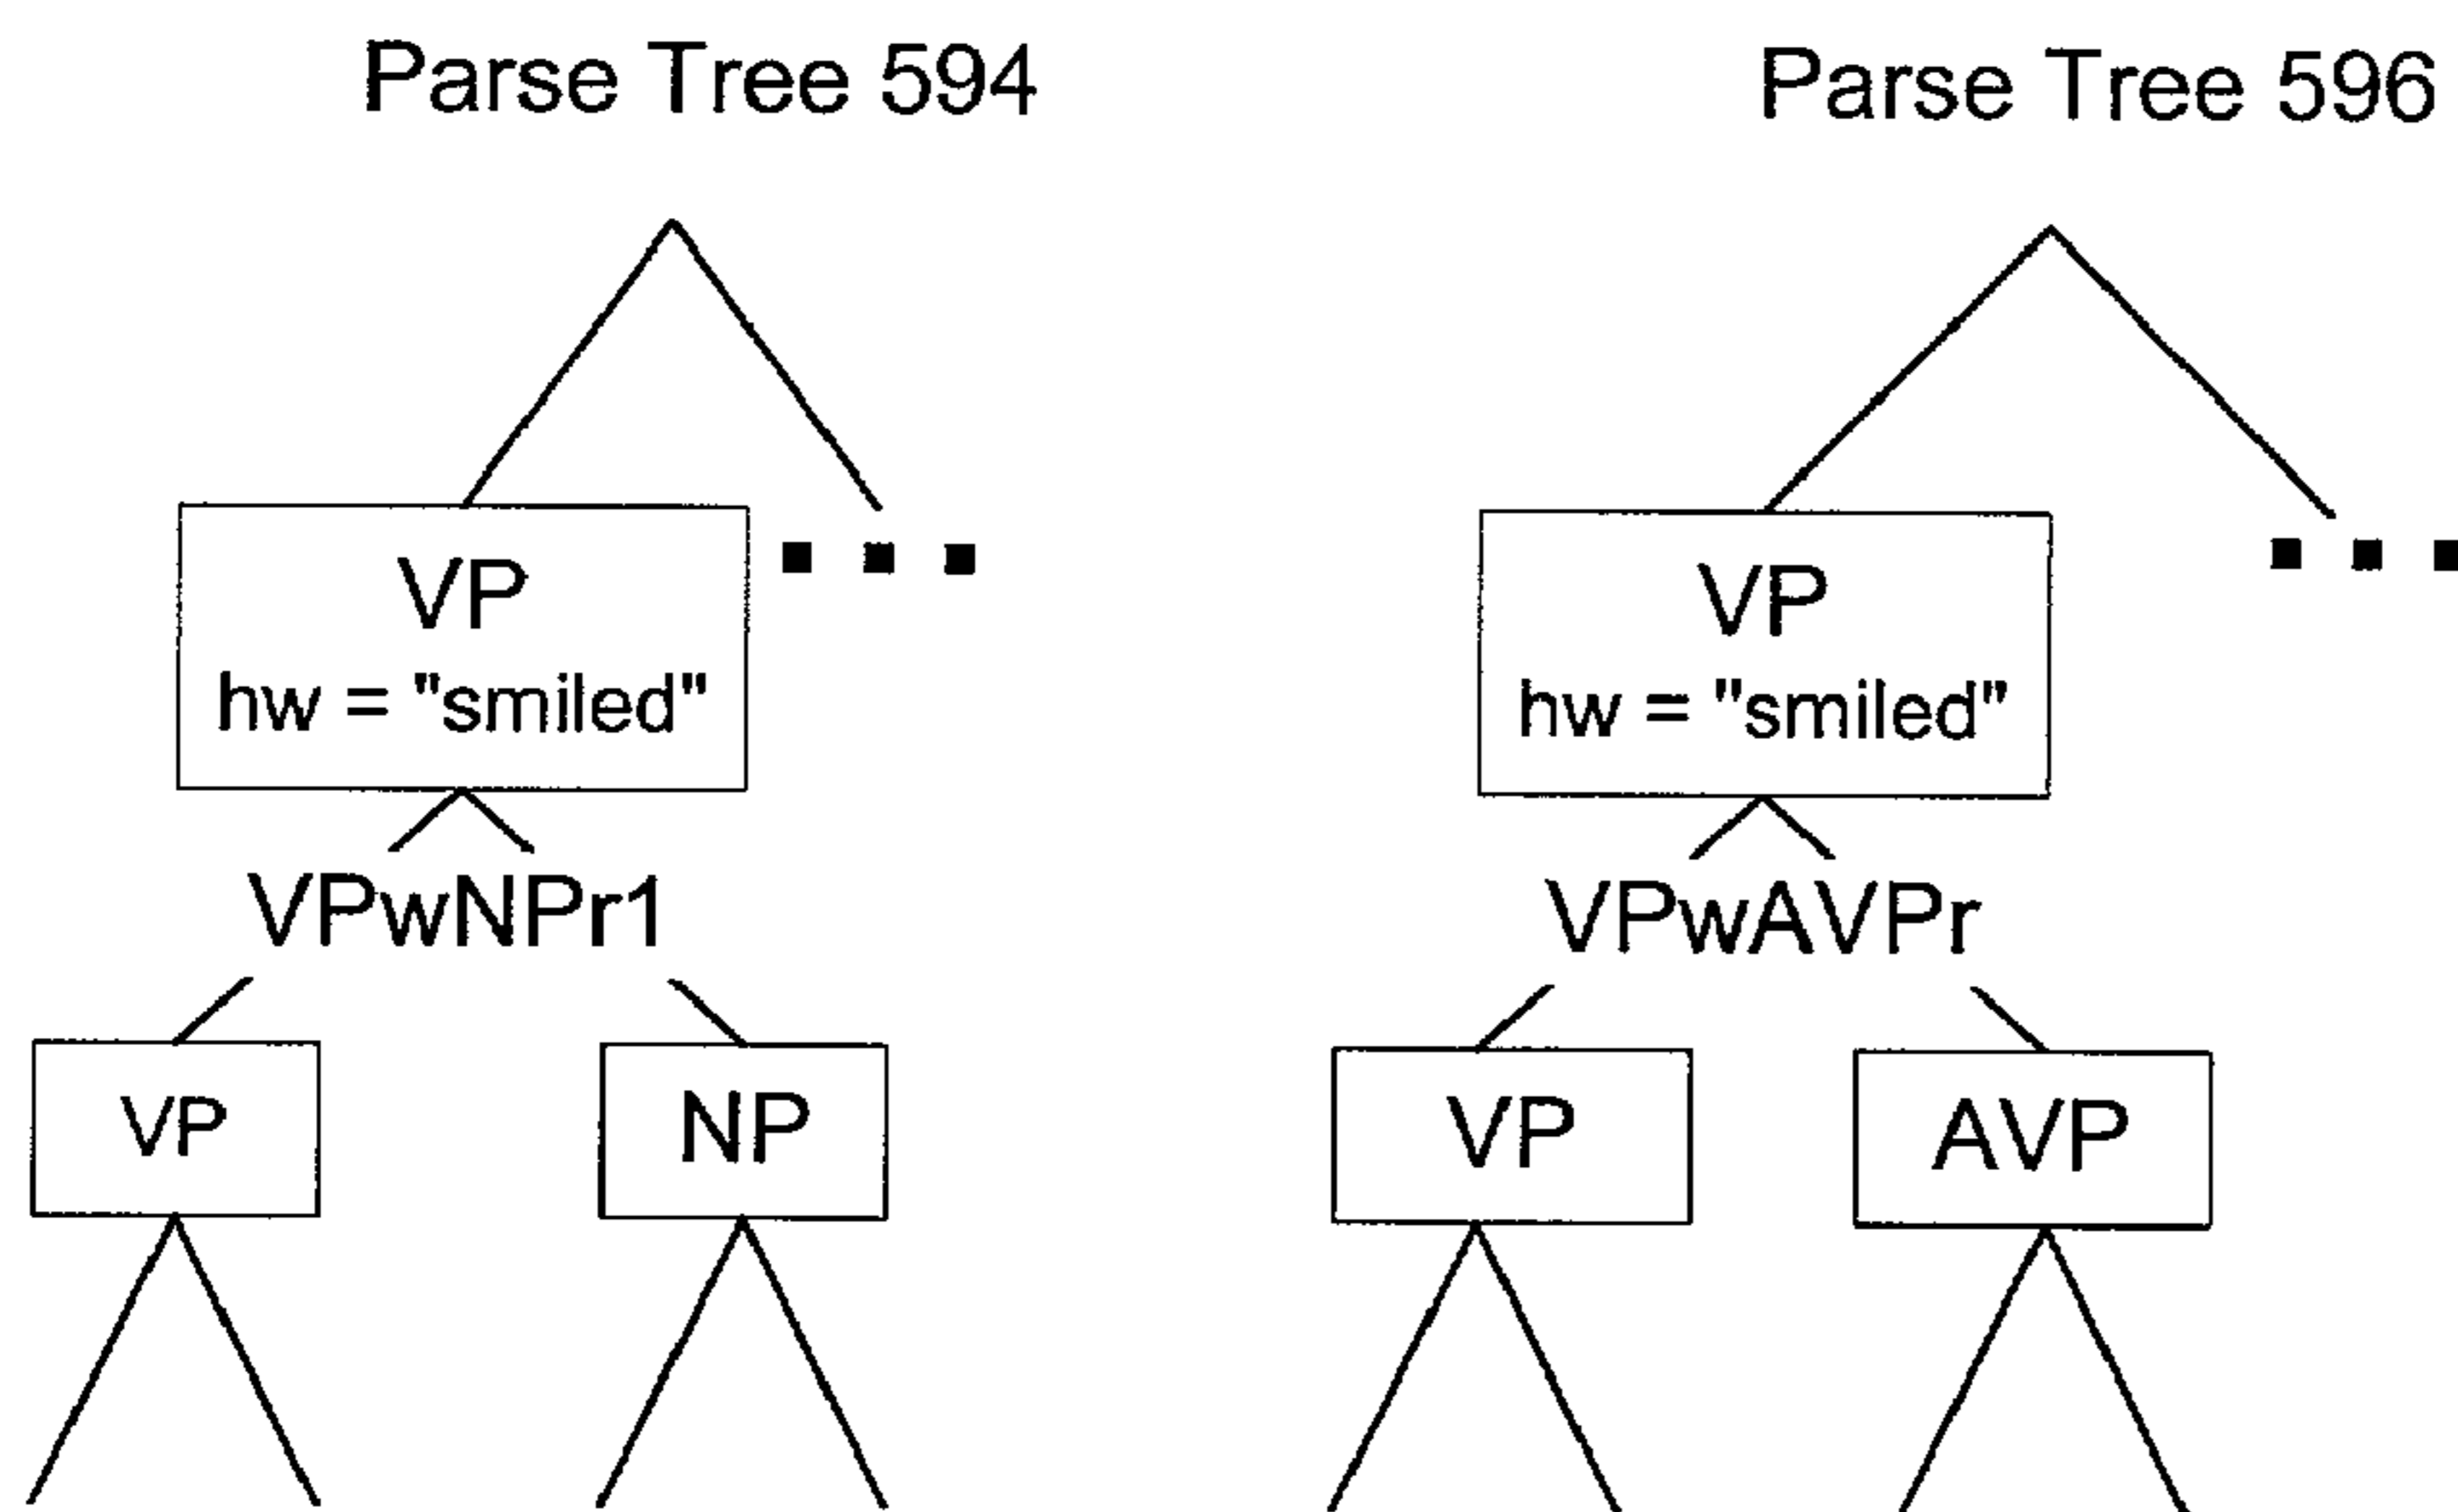 Parse Tree 594
Parse Tree 596
VP
hw = "smiled"
VP
hw = "smiled"
VPwNPr1
VPwAVPr
VP
NP
VP
AVP